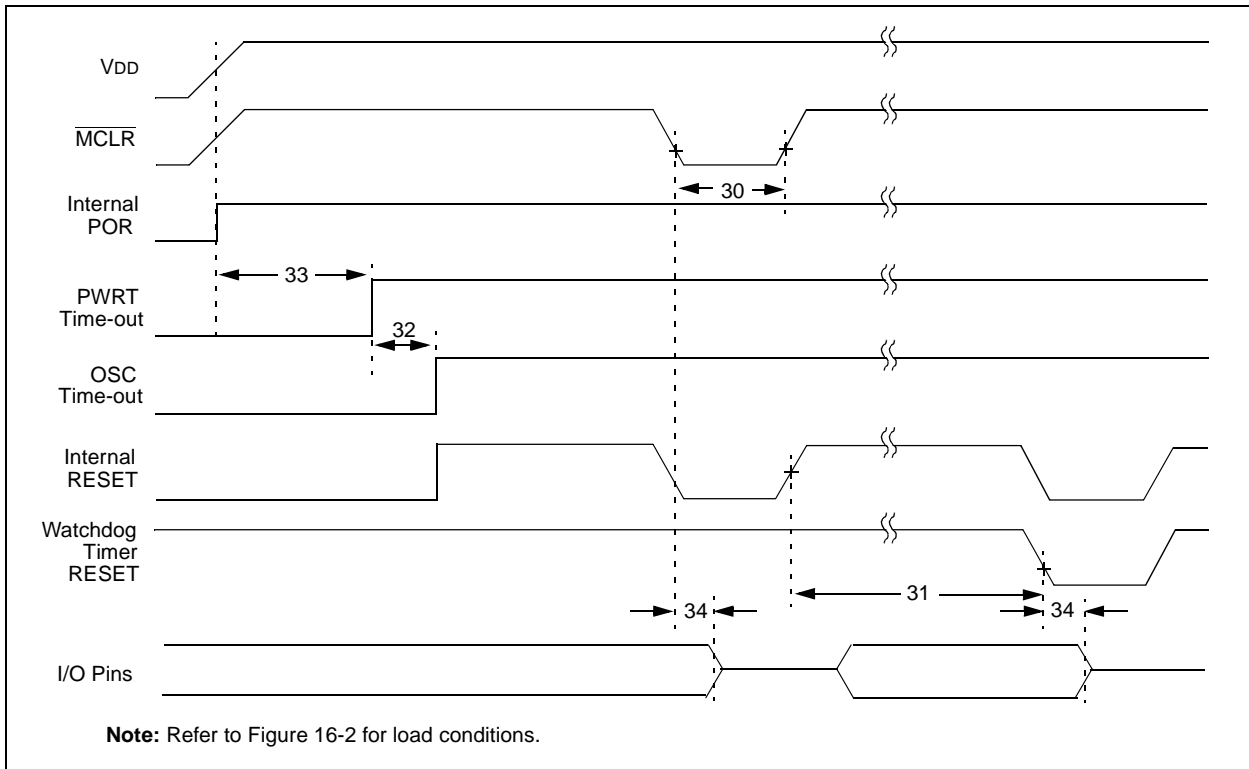 VDD
MCLR
30
Internal
POR
33
PWRT
Time-out
32
OSC
Time-out
Internal
RESET
Watchdog
Timer
RESET
31
34
34
I/O Pins
Note: Refer to Figure 16-2 for load conditions.